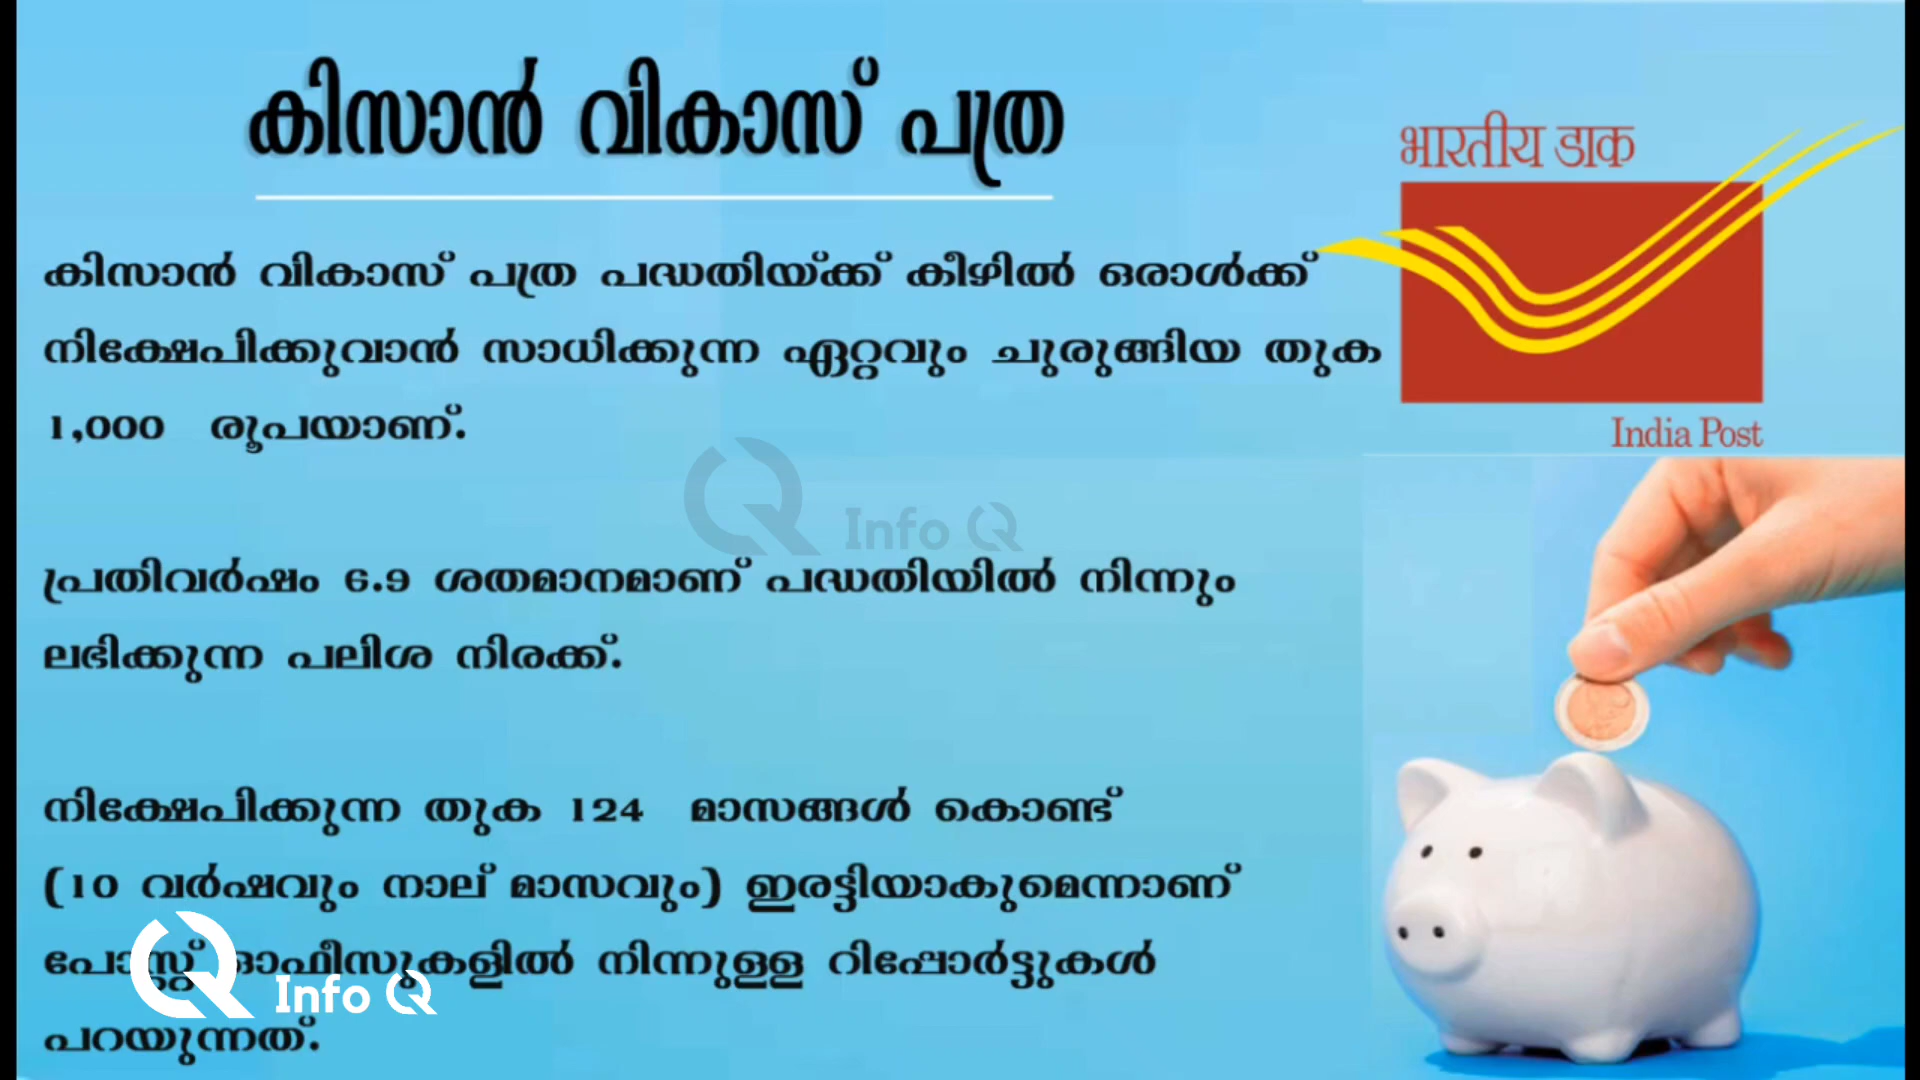 കിസാൻ വികാസ് പത്ര
भारतीय डाक
India Post
കിസാൻ വികാസ് പത്ര പദ്ധതിയ്ക്ക് കീഴിൽ ഒരാൾക്ക്
നിക്ഷേപിക്കുവാൻ സാധിക്കുന്ന ഏറ്റവും ചുരുങ്ങിയ തുക
1,000 രൂപയാണ്.
Info Q
പ്രതിവർഷം 6.9 ശതമാനമാണ് പദ്ധതിയിൽ നിന്നും
ലഭിക്കുന്ന പലിശ നിരക്ക്.
നിക്ഷേപിക്കുന്ന തുക 124 മാസങ്ങൾ കൊണ്ട്
(10 വർഷവും നാല് മാസവും) ഇരട്ടിയാകുമെന്നാണ്
പോസ്റ്റ് ഓഫീസുകളിൽ നിന്നുളള റിപ്പോർട്ടുകൾ
Info Q
പറയുന്നത്.